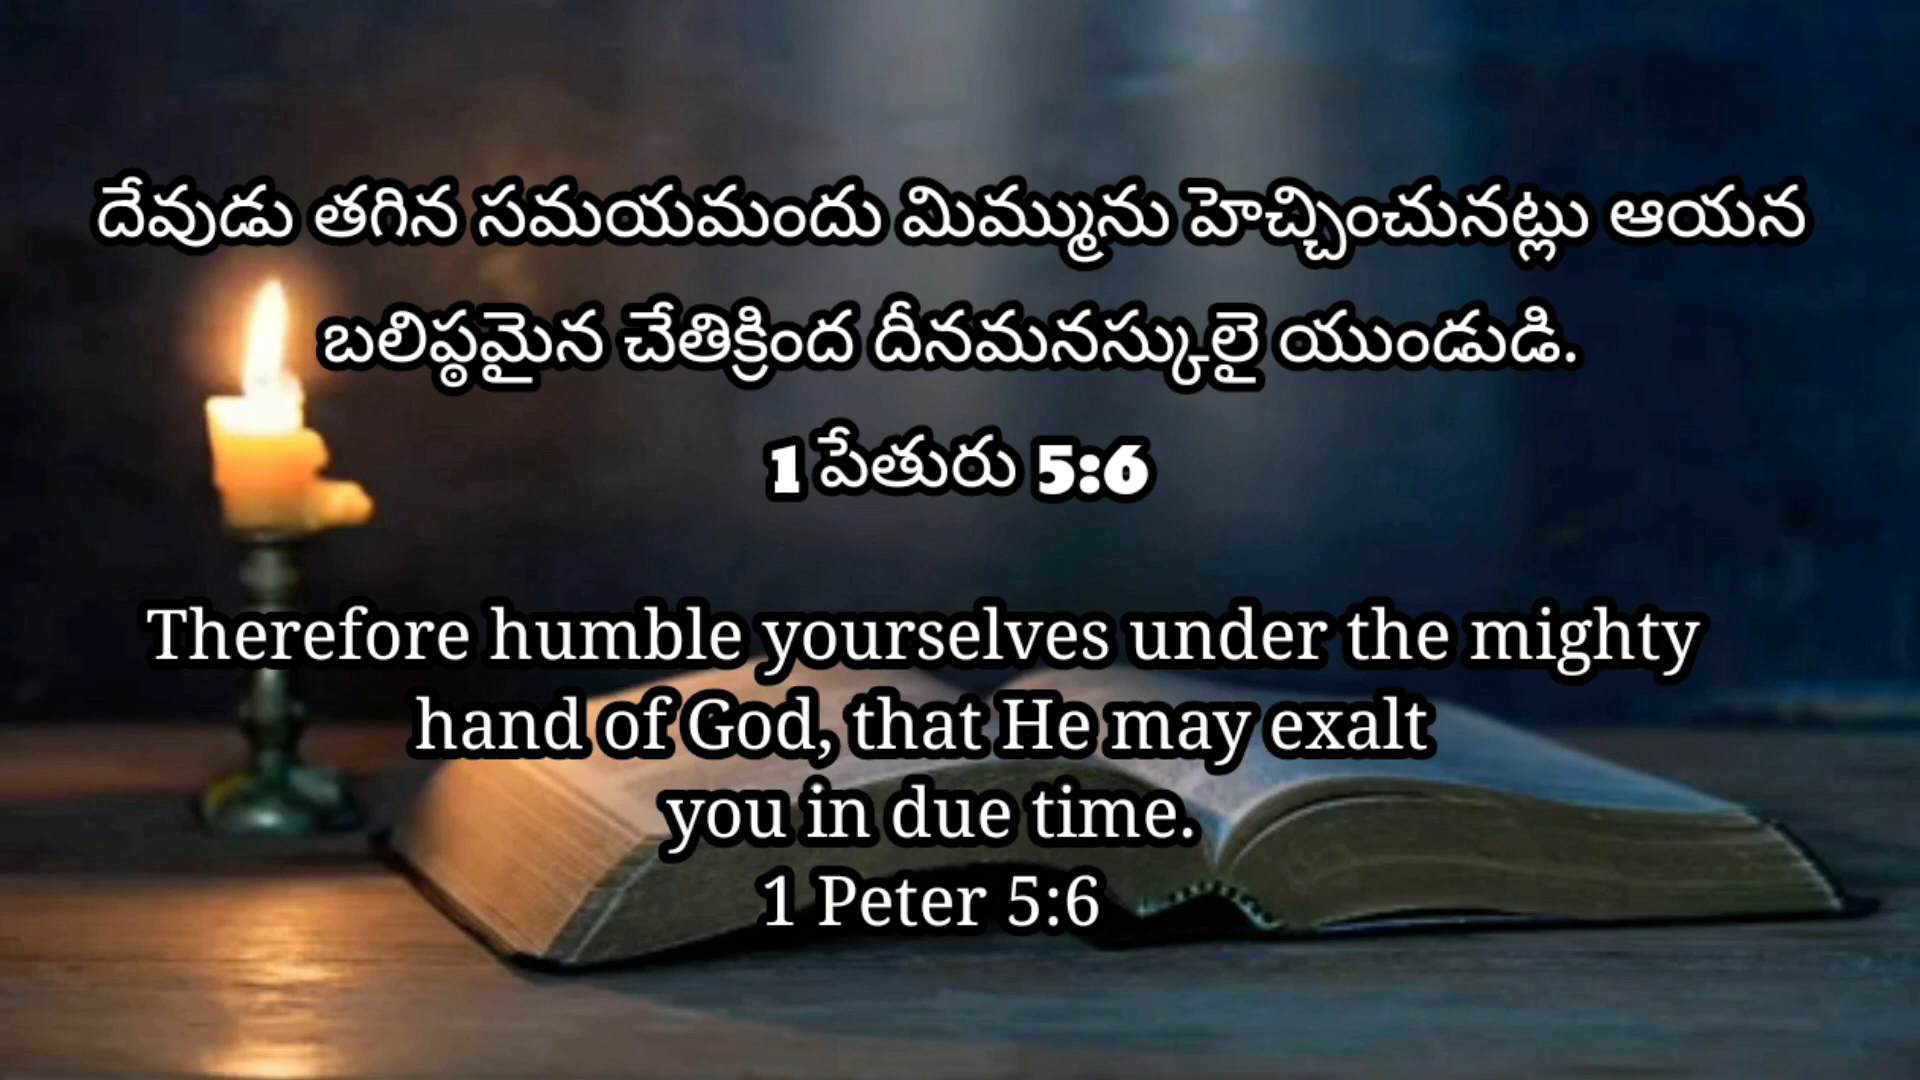 దేవుడు తగిన సమయమందు మిమ్మును హెచ్చించునట్లు ఆయన
బలిష్ఠమైన చేతిక్రింద దీనమనస్కులై యుండుడి.
1 పేతురు 5:6
Therefore humble yourselves under the mighty
hand of God, that He may exalt
you in due time.
1 Peter 5:6